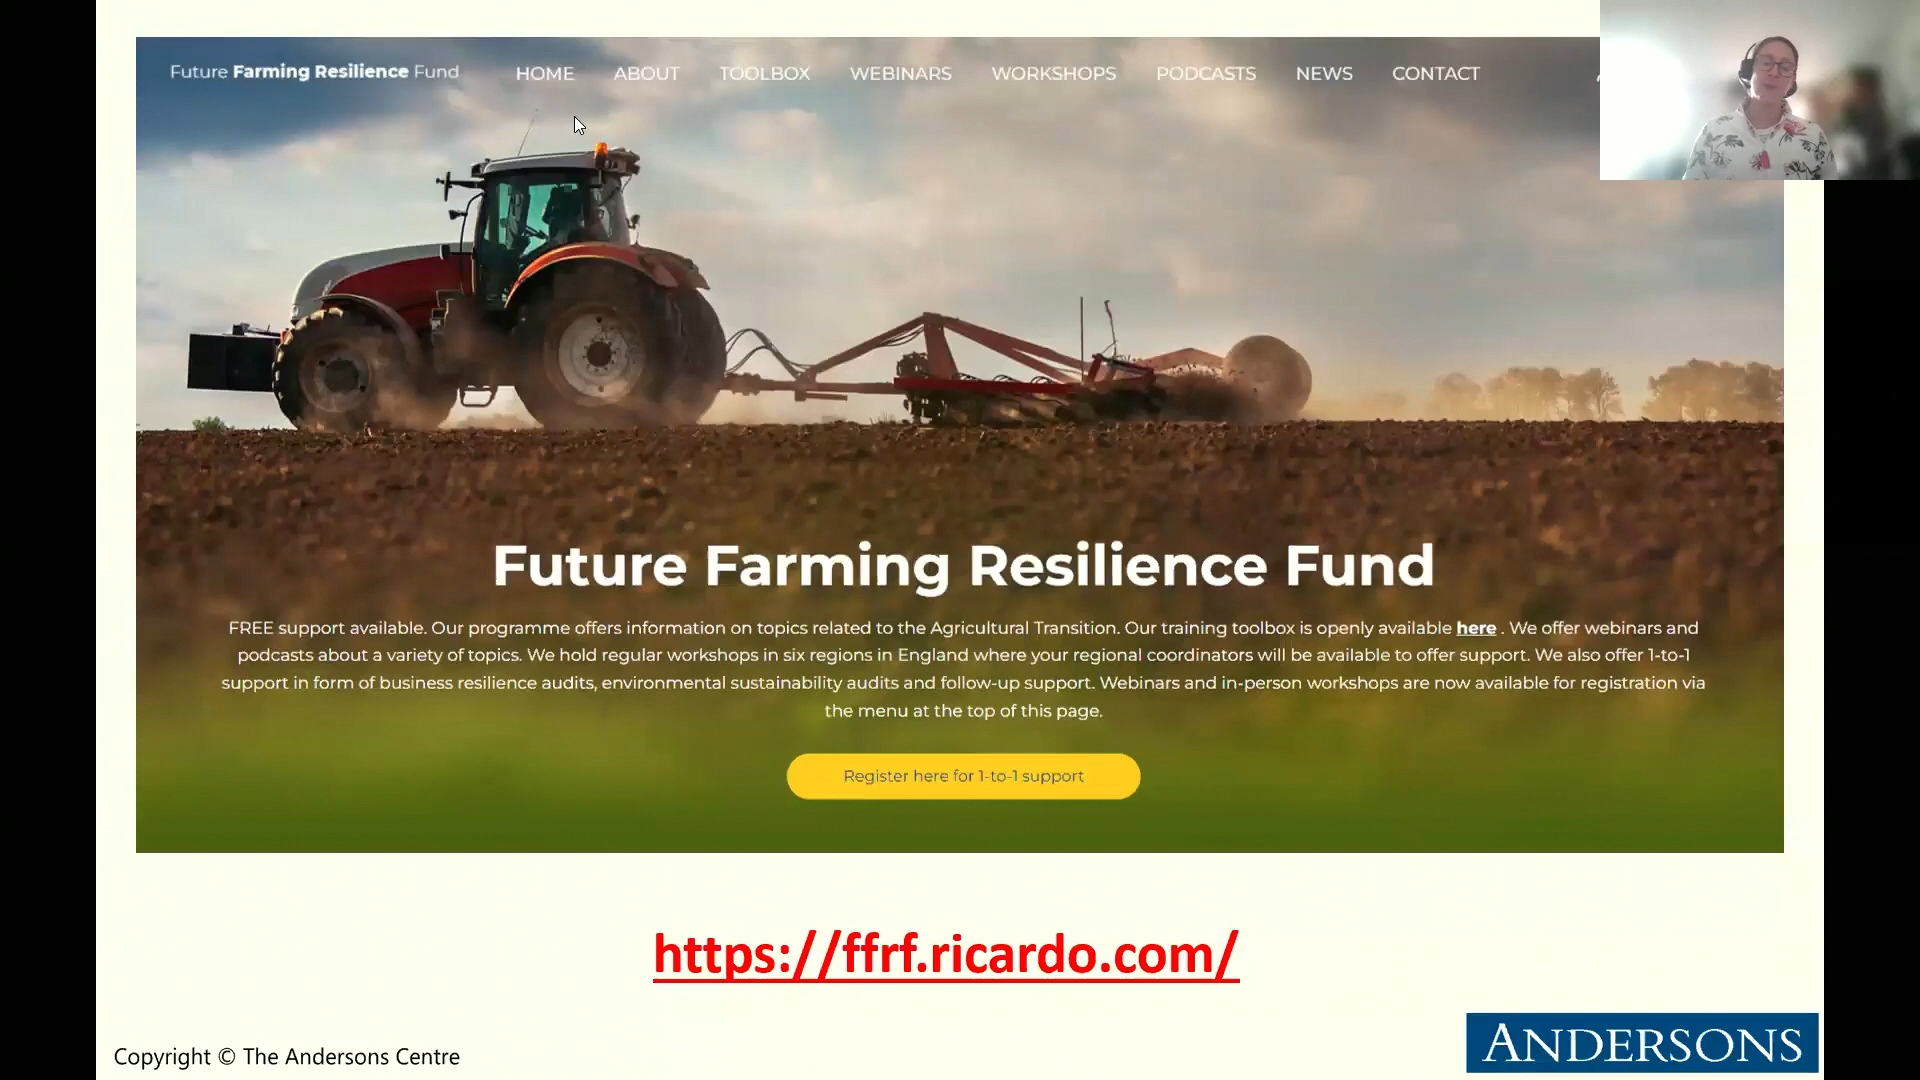 Future Farming Resilience Fund
HOME ABOUT TOOLBOX WEBINARS WORKSHOPS PODCASTS NEWS CONTACT
Future Farming Resilience Fund
FREE support available. Our programme offers information on topics related to the Agricultural Transition. Our training toolbox is openly available here . We offer webinars and
podcasts about a variety of topics. We hold regular workshops in six regions in England where your regional coordinators will be available to offer support. We also offer 1-to-1
support in form of business resilience audits, environmental sustainability audits and follow-up support. Webinars and in-person workshops are now available for registration via
the menu at the top of this page.
Register here for 1-to-1 support
https://ffrf.ricardo.com/
Copyright © The Andersons Centre
ANDERSONS